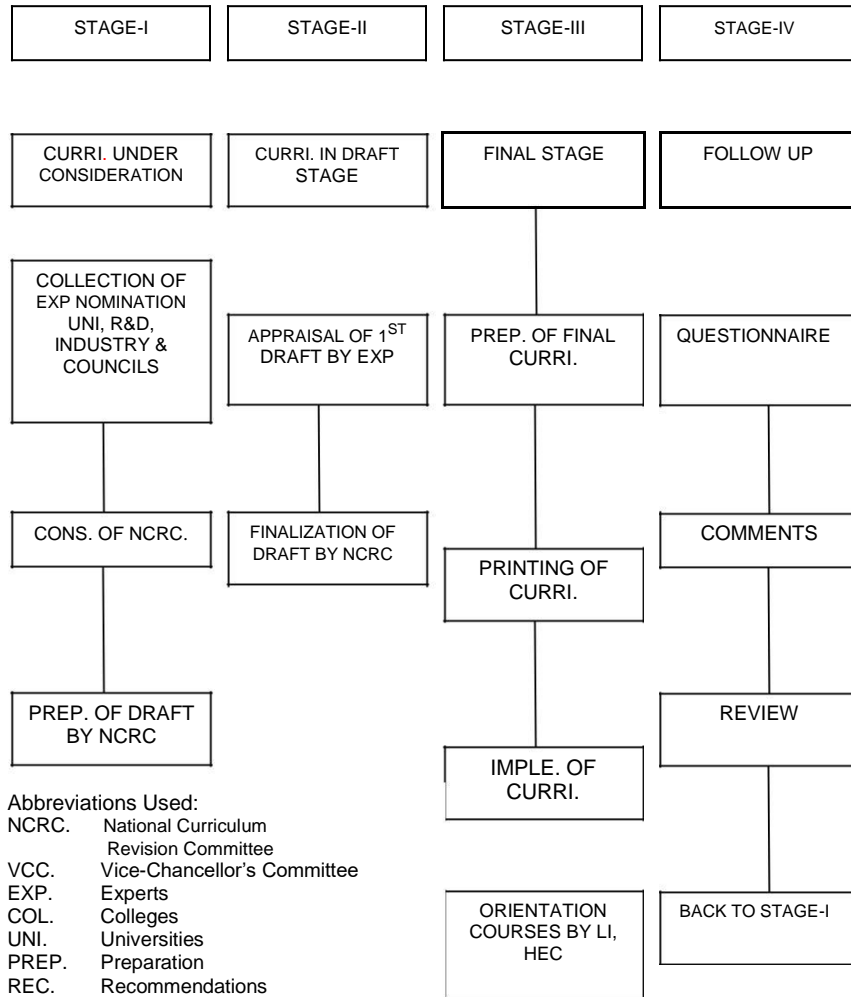 STAGE-I
STAGE-II
STAGE-III
STAGE-IV
CURRI. UNDER
CONSIDERATION
CURRI. IN DRAFT
STAGE
FINAL STAGE
FOLLOW UP
COLLECTION OF
EXP NOMINATION
UNI, R&D,
INDUSTRY &
COUNCILS
APPRAISAL OF 1ST
DRAFT BY EXP
PREP. OF FINAL
CURRI.
QUESTIONNAIRE
CONS. OF NCRC.
FINALIZATION OF
DRAFT BY NCRC
PRINTING OF
CURRI.
COMMENTS
PREP. OF DRAFT
BY NCRC
IMPLE. OF
CURRI.
REVIEW
ORIENTATION
COURSES BY LI,
HEC
BACK TO STAGE-I
Abbreviations Used:
NCRC. National Curriculum
Revision Committee
VCC. Vice-Chancellor’s Committee
EXP. Experts
COL. Colleges
UNI. Universities
PREP. Preparation
REC. Recommendations